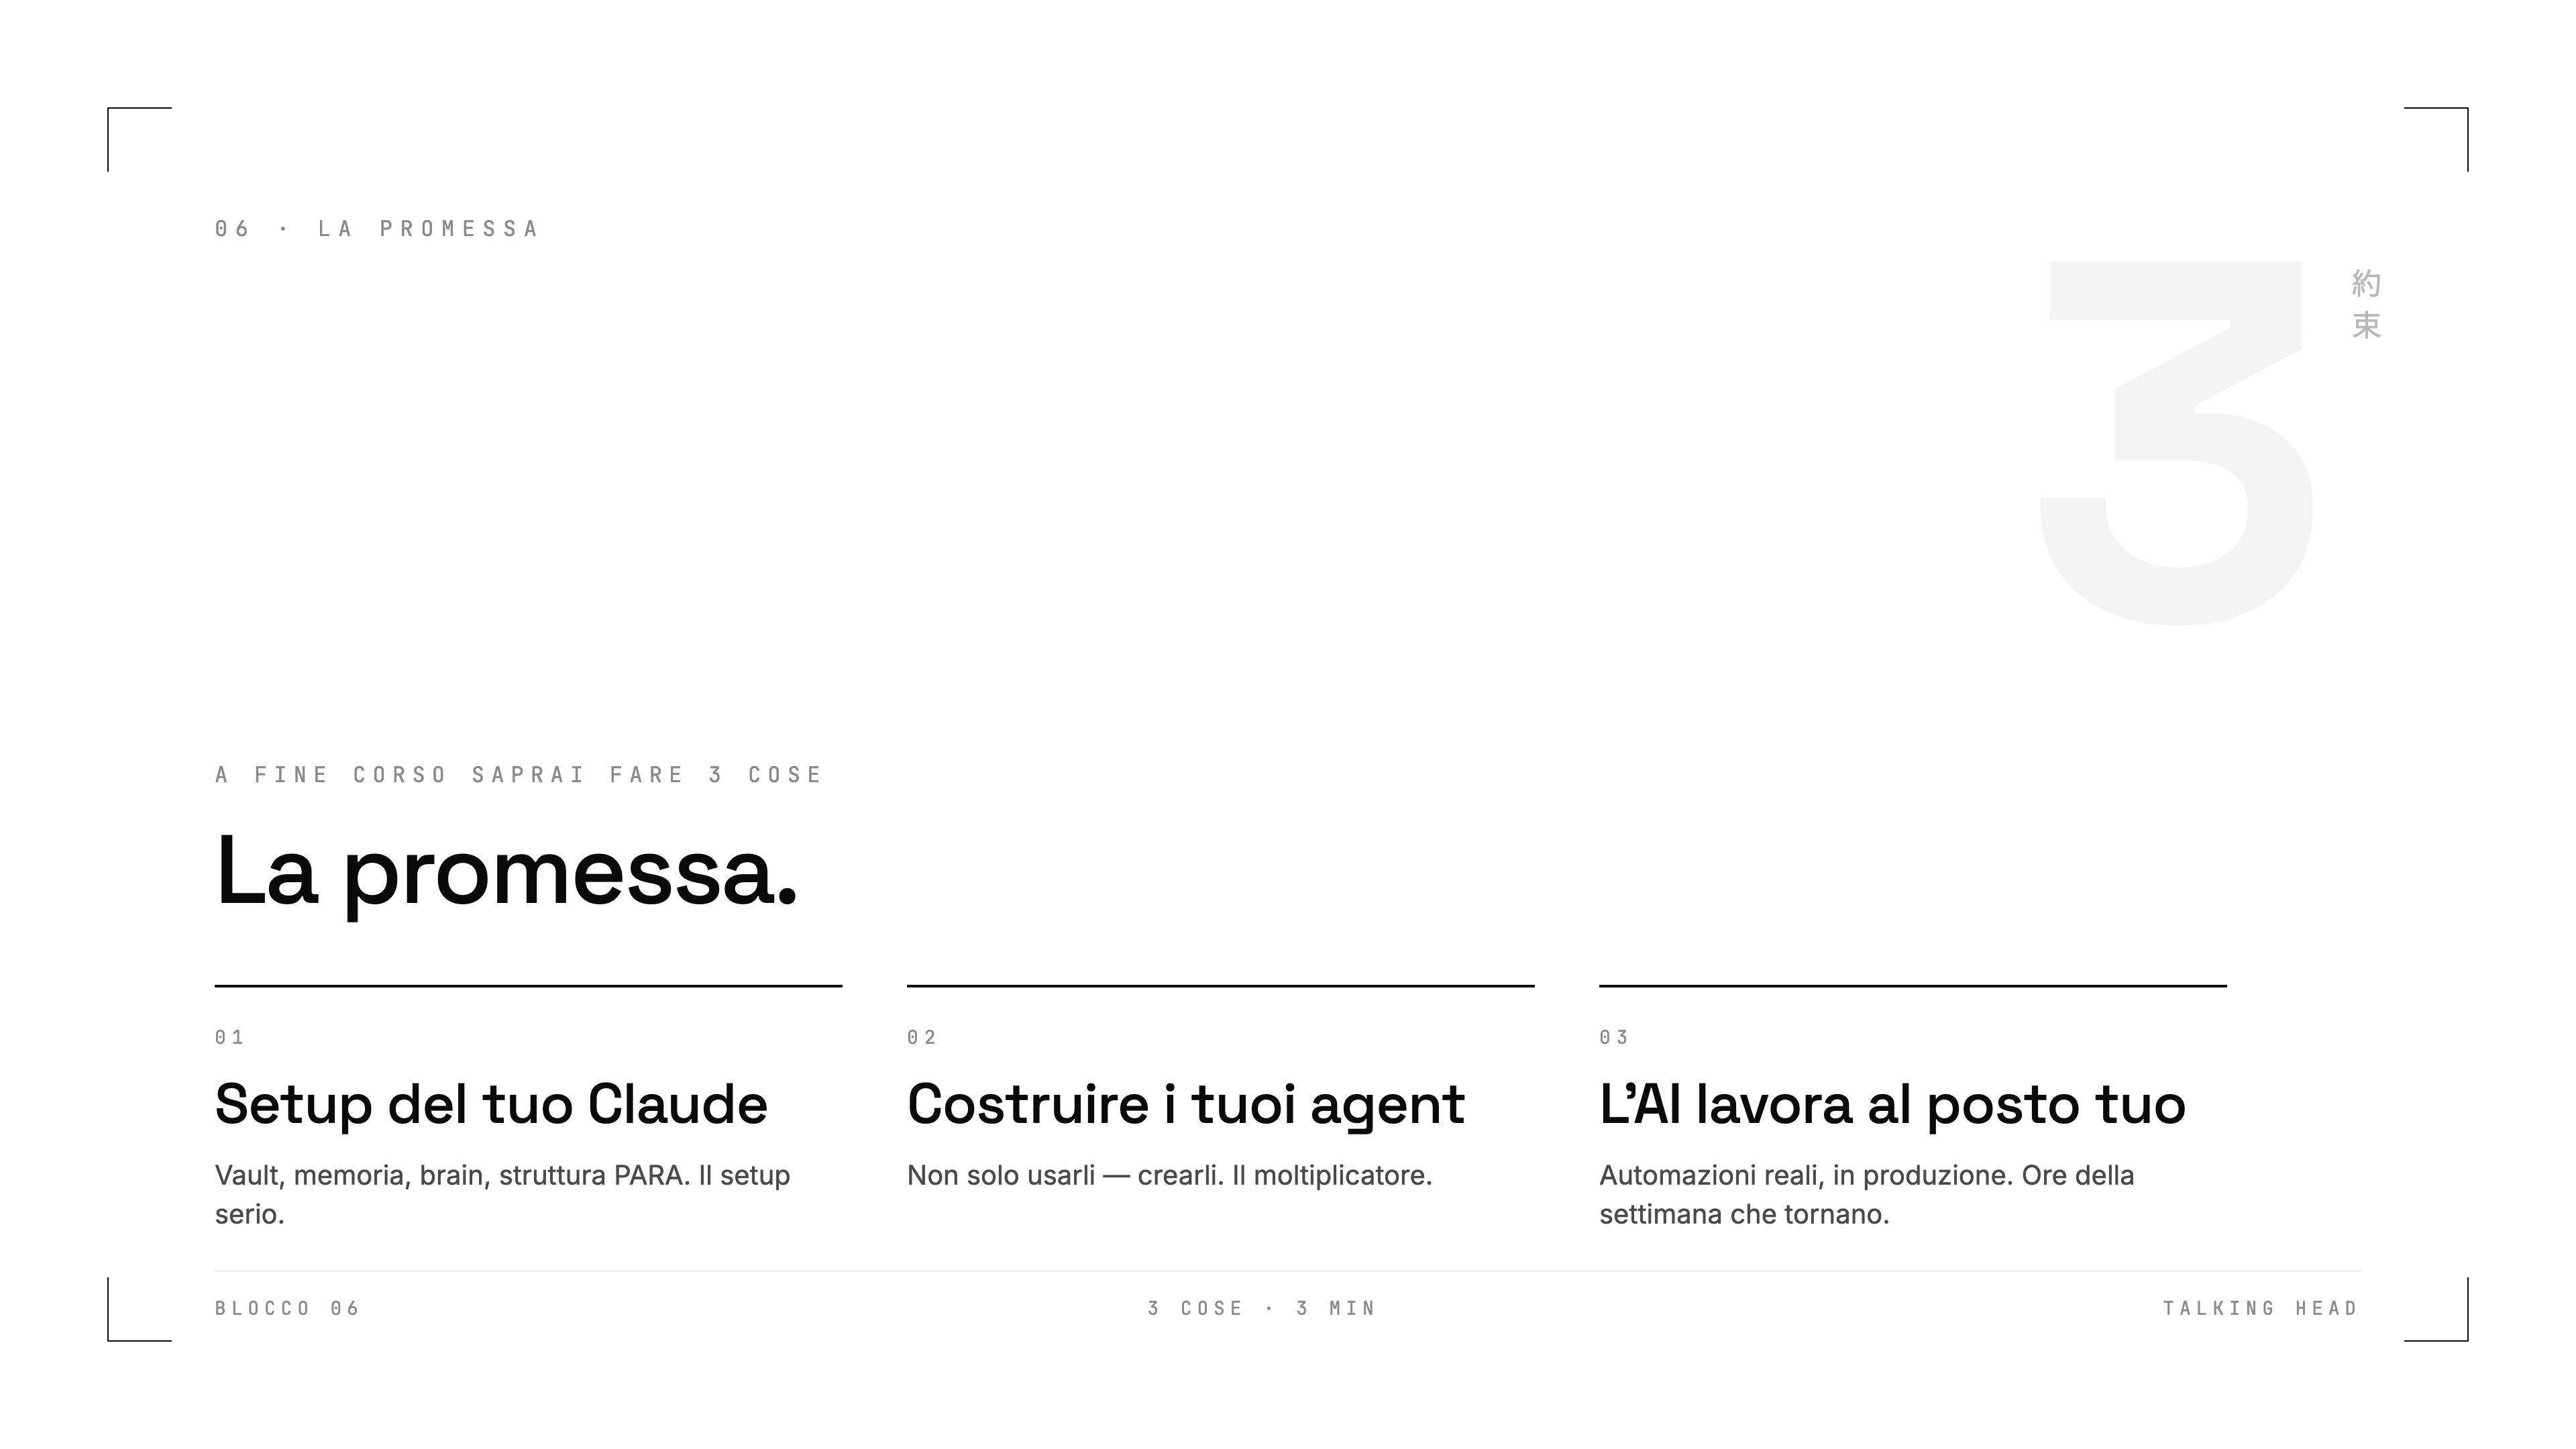 06 · LA PROMESSA
3
約束
A FINE CORSO SAPRAI FARE 3 COSE
La promessa.
01
Setup del tuo Claude
Vault, memoria, brain, struttura PARA. Il setup
serio.
02
Costruire i tuoi agent
Non solo usarli — crearli. Il moltiplicatore.
03
L’AI lavora al posto tuo
Automazioni reali, in produzione. Ore della
settimana che tornano.
BLOCCO 06
3 COSE · 3 MIN
TALKING HEAD